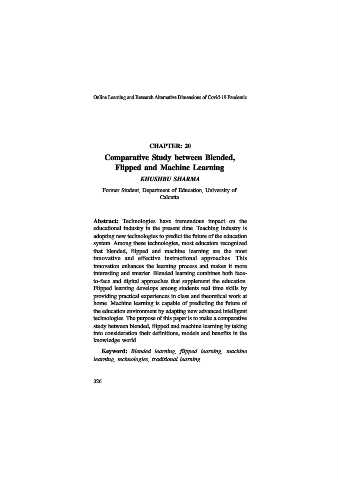 Online Learning and Research Alternative Dimensions of Covid-19 Pandemic
CHAPTER: 20
Comparative Study between Blended,
Flipped and Machine Learning
KHUSHBU SHARMA
Former Student, Department of Education, University of
Calcutta
Abstract: Technologies have tremendous impact on the
educational industry in the present time. Teaching industry is
adopting new technologies to predict the future of the education
system. Among these technologies, most educators recognized
that blended, flipped and machine learning are the most
innovative and effective instructional approaches. This
innovation enhances the learning process and makes it more
interesting and smarter. Blended learning combines both face-
to-face and digital approaches that supplement the education.
Flipped learning develops among students real time skills by
providing practical experiences in class and theoretical work at
home. Machine learning is capable of predicting the future of
the education environment by adapting new advanced intelligent
technologies. The purpose of this paper is to make a comparative
study between blended, flipped and machine learning by taking
into consideration their definitions, models and benefits in the
knowledge world.
Keyword: Blended learning, flipped learning, machine
learning, technologies, traditional learning
326